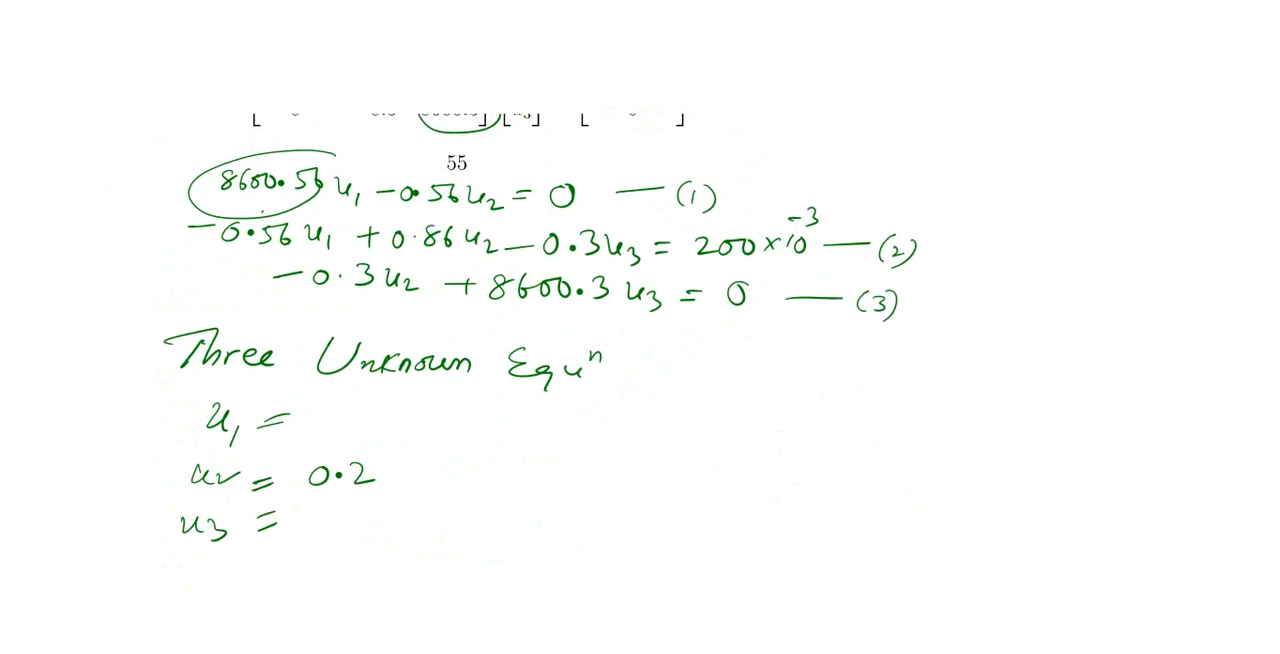 55
8600.56 u₁ - 0.56 u₂ = 0 — (1)
-0.56 u₁ + 0.86 u₂ - 0.3 u₃ = 200 × 10⁻³ — (2)
-0.3 u₂ + 8600.3 u₃ = 0 — (3)
Three Unknown Equⁿ
u₁ =
u₂ = 0.2
u₃ =